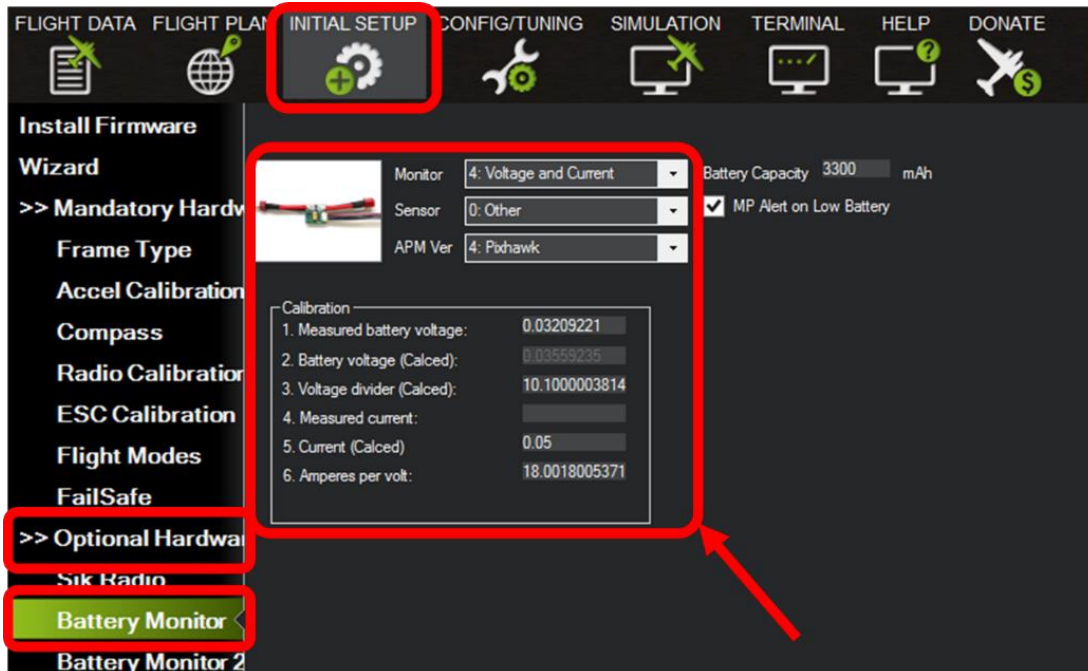 FLIGHT DATA FLIGHT PLAN INITIAL SETUP CONFIG/TUNING SIMULATION TERMINAL HELP DONATE
Install Firmware
Wizard
>> Mandatory Hardw
Frame Type
Accel Calibration
Compass
Radio Calibration
ESC Calibration
Flight Modes
FailSafe
>> Optional Hardwar
Sik Radio
Battery Monitor
Battery Monitor 2
Monitor 4: Voltage and Current
Sensor 0: Other
APM Ver 4: Pixhawk
Battery Capacity 3300 mAh
MP Alert on Low Battery
Calibration
1. Measured battery voltage: 0.03209221
2. Battery voltage (Calced): 0.03559235
3. Voltage divider (Calced): 10.1000003814
4. Measured current:
5. Current (Calced) 0.05
6. Amperes per volt: 18.0018005371